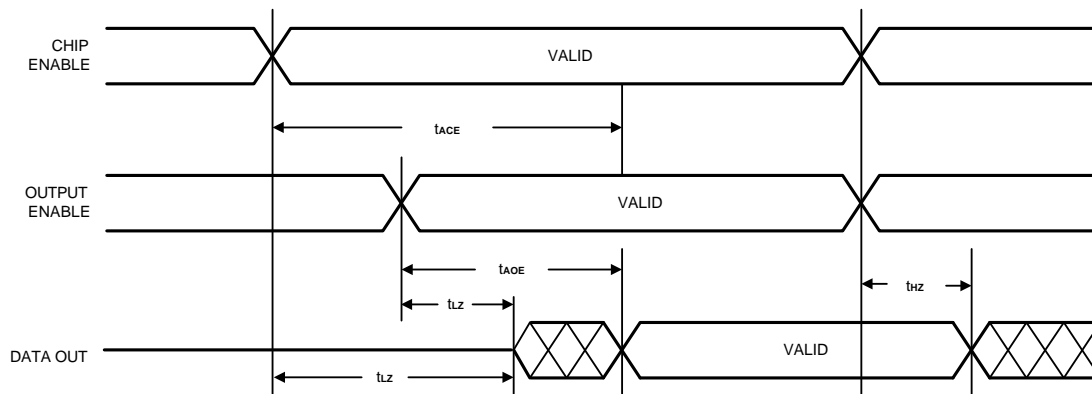 CHIP
ENABLE
VALID
tACE
OUTPUT
ENABLE
VALID
tAOE
tLZ
tHZ
DATA OUT
VALID
tLZ